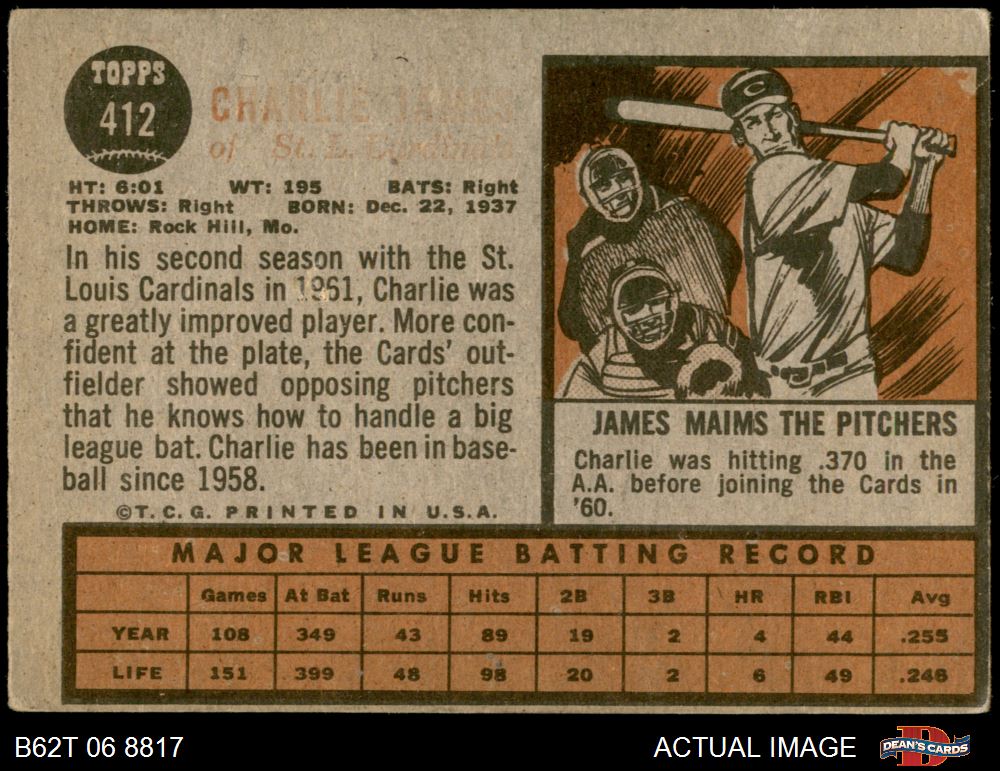 TOPPS
412
CHARLIE JAMES
of St. L. Cardinals
HT: 6:01 WT: 195 BATS: Right
THROWS: Right BORN: Dec. 22, 1937
HOME: Rock Hill, Mo.
In his second season with the St.
Louis Cardinals in 1961, Charlie was
a greatly improved player. More con-
fident at the plate, the Cards' out-
fielder showed opposing pitchers
that he knows how to handle a big
league bat. Charlie has been in base-
ball since 1958.
©T.C.G. PRINTED IN U.S.A.
C
JAMES MAIMS THE PITCHERS
Charlie was hitting .370 in the
A.A. before joining the Cards in
'60.
MAJOR LEAGUE BATTING RECORD
Games At Bat Runs Hits 2B 3B HR RBI Avg
YEAR 108 349 43 89 19 2 4 44 .255
LIFE 151 399 48 98 20 2 6 49 .246
B62T 06 8817
ACTUAL IMAGE
DEAN'S CARDS